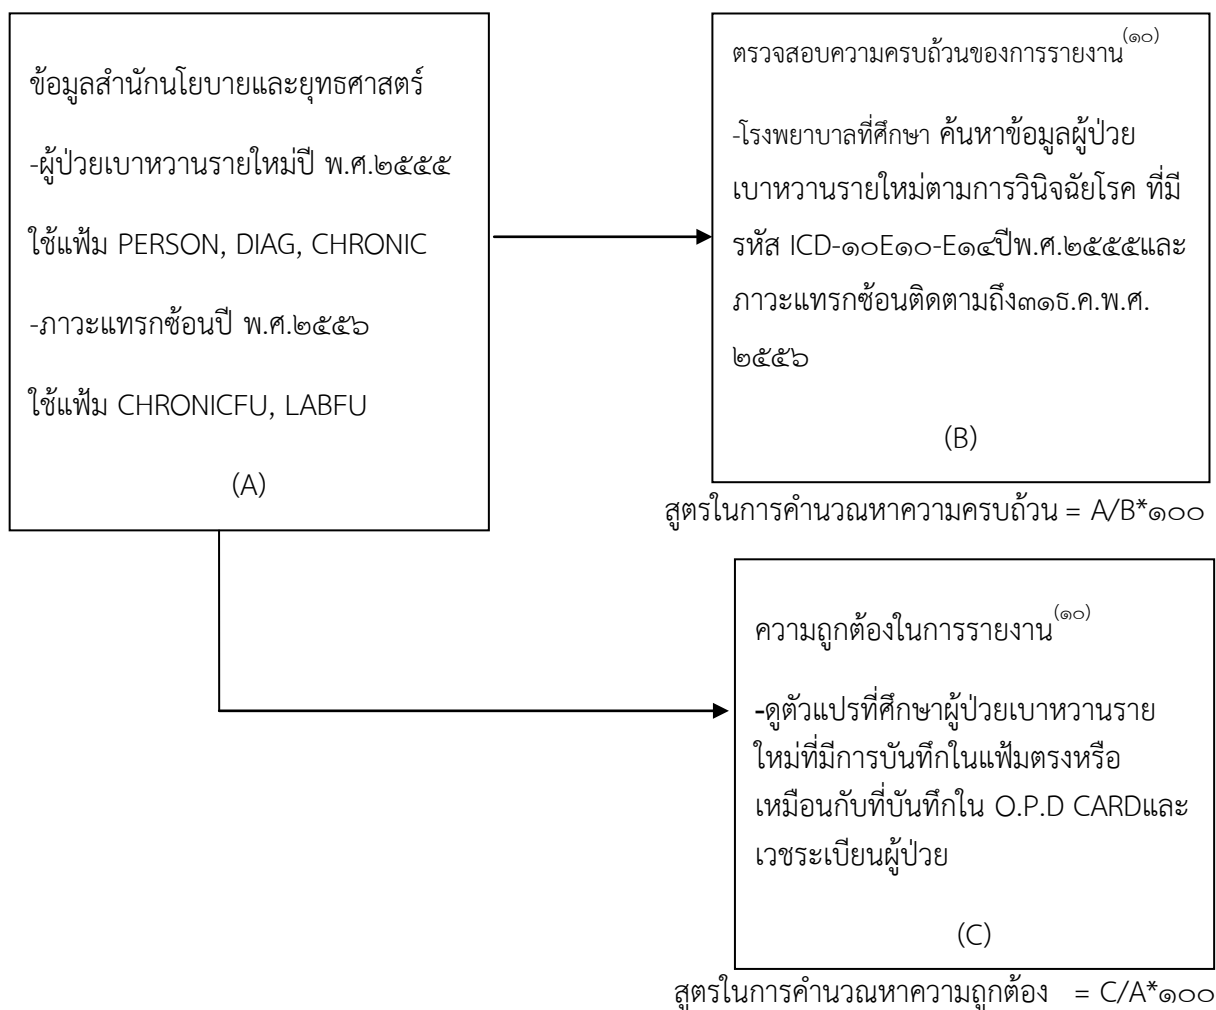 ข้อมูลสำนักนโยบายและยุทธศาสตร์
-ผู้ป่วยเบาหวานรายใหม่ปี พ.ศ.๒๕๕๕
ใช้แฟ้ม PERSON, DIAG, CHRONIC
-ภาวะแทรกซ้อนปี พ.ศ.๒๕๕๖
ใช้แฟ้ม CHRONICFU, LABFU
(A)
ตรวจสอบความครบถ้วนของการรายงาน(๑๐)
-โรงพยาบาลที่ศึกษา ค้นหาข้อมูลผู้ป่วย
เบาหวานรายใหม่ตามการวินิจฉัยโรค ที่มี
รหัส ICD-๑๐E๑๐-E๑๔ปีพ.ศ.๒๕๕๕และ
ภาวะแทรกซ้อนติดตามถึง๓๑ธ.ค.พ.ศ.
๒๕๕๖
(B)
สูตรในการคำนวณหาความครบถ้วน = A/B*๑๐๐
ความถูกต้องในการรายงาน(๑๐)
-ดูตัวแปรที่ศึกษาผู้ป่วยเบาหวานราย
ใหม่ที่มีการบันทึกในแฟ้มตรงหรือ
เหมือนกับที่บันทึกใน O.P.D CARDและ
เวชระเบียนผู้ป่วย
(C)
สูตรในการคำนวณหาความถูกต้อง = C/A*๑๐๐